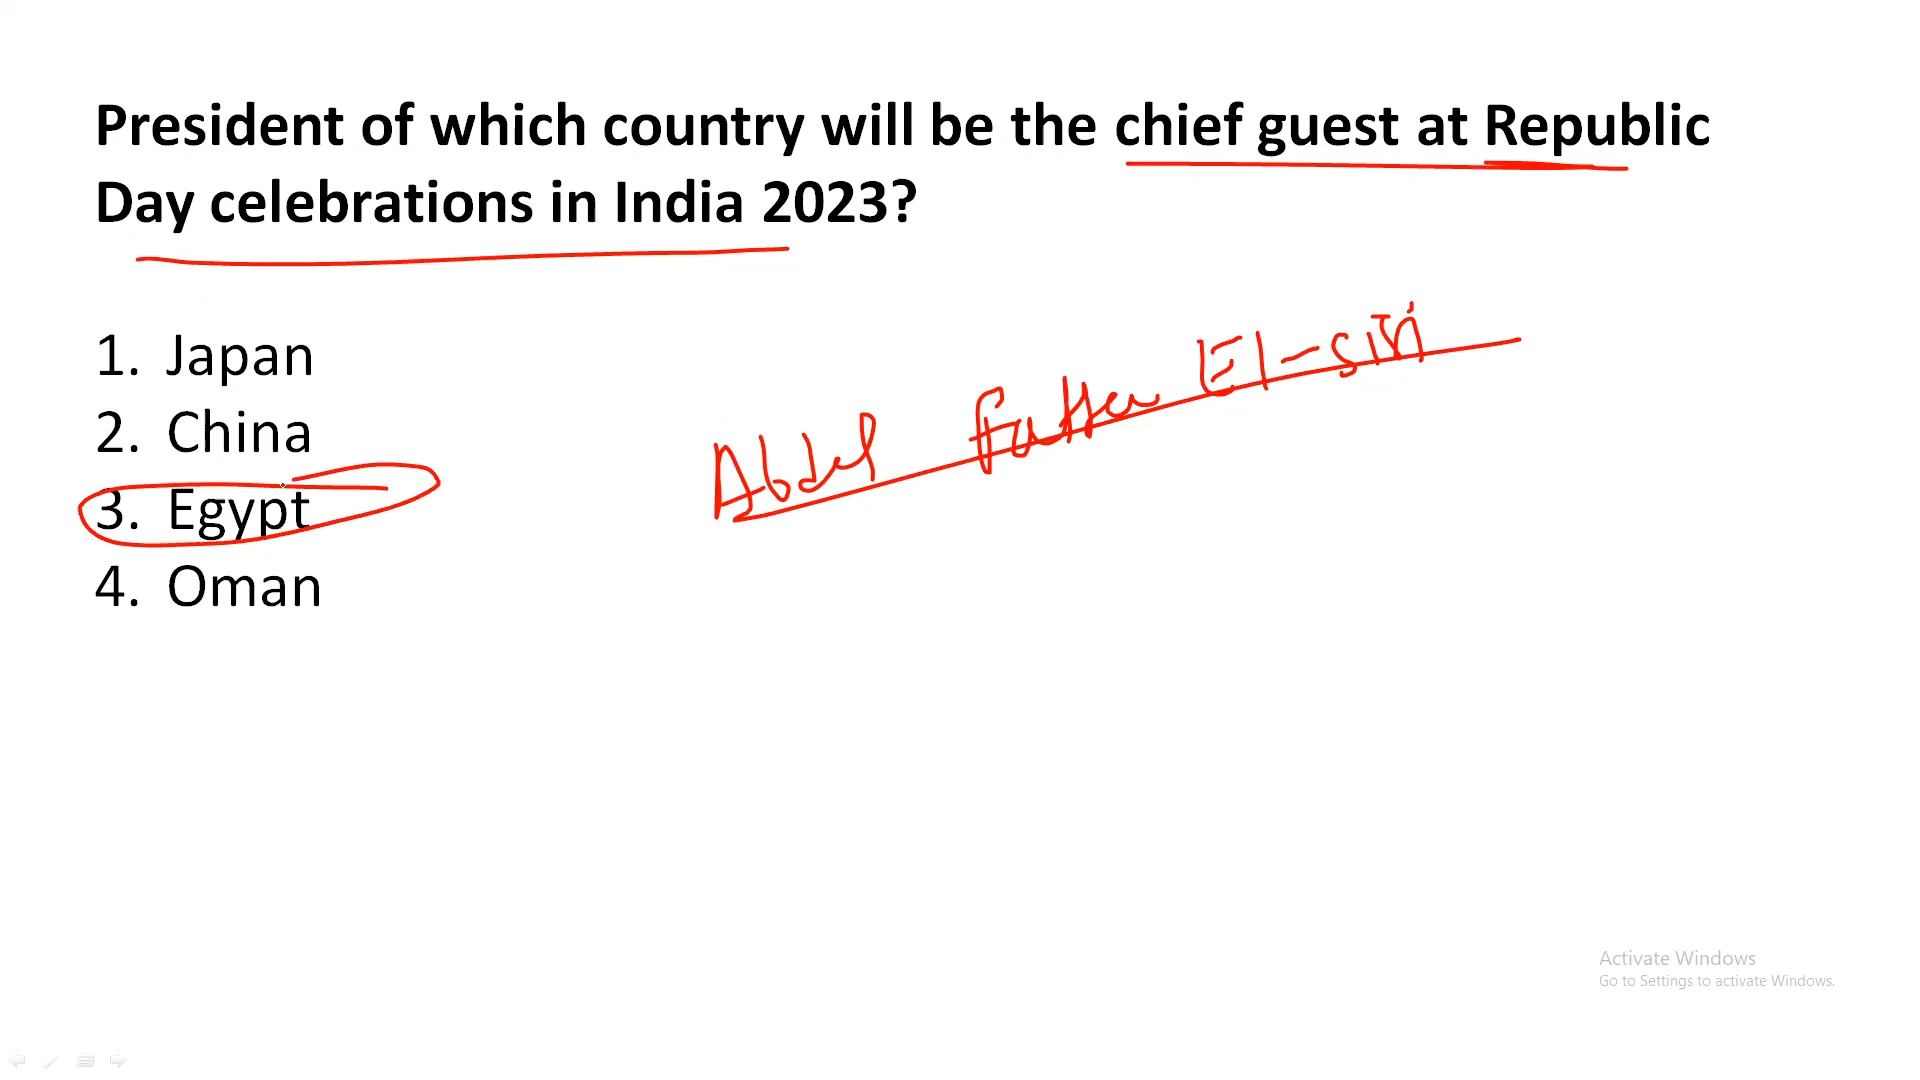 President of which country will be the chief guest at Republic
Day celebrations in India 2023?
1. Japan
2. China
3. Egypt
4. Oman
Abdel El-sisi
Activate Windows
Go to Settings to activate Windows.